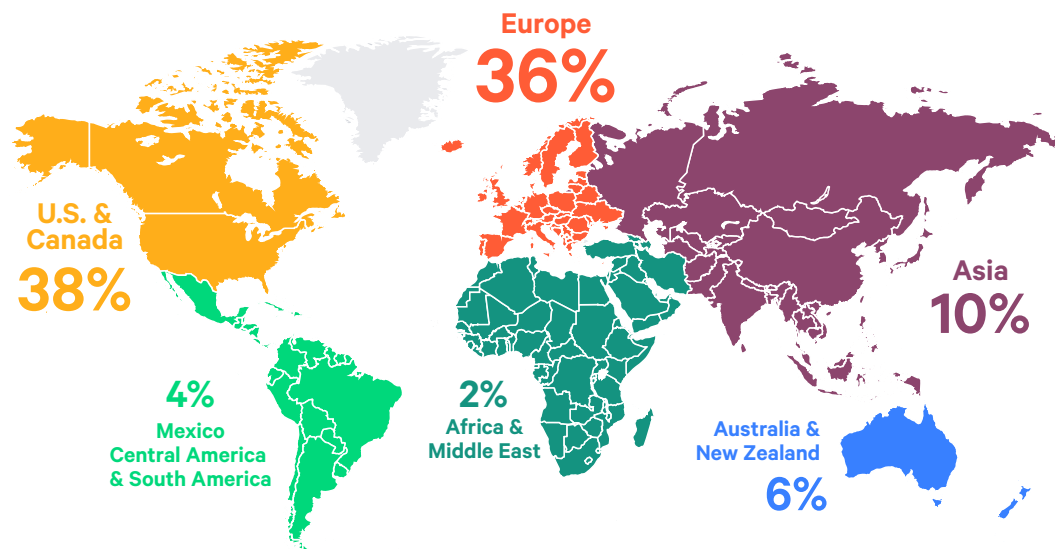 Europe
36%
U.S. &
Canada
38%
Asia
10%
4%
Mexico
Central America
& South America
2%
Africa &
Middle East
Australia &
New Zealand
6%